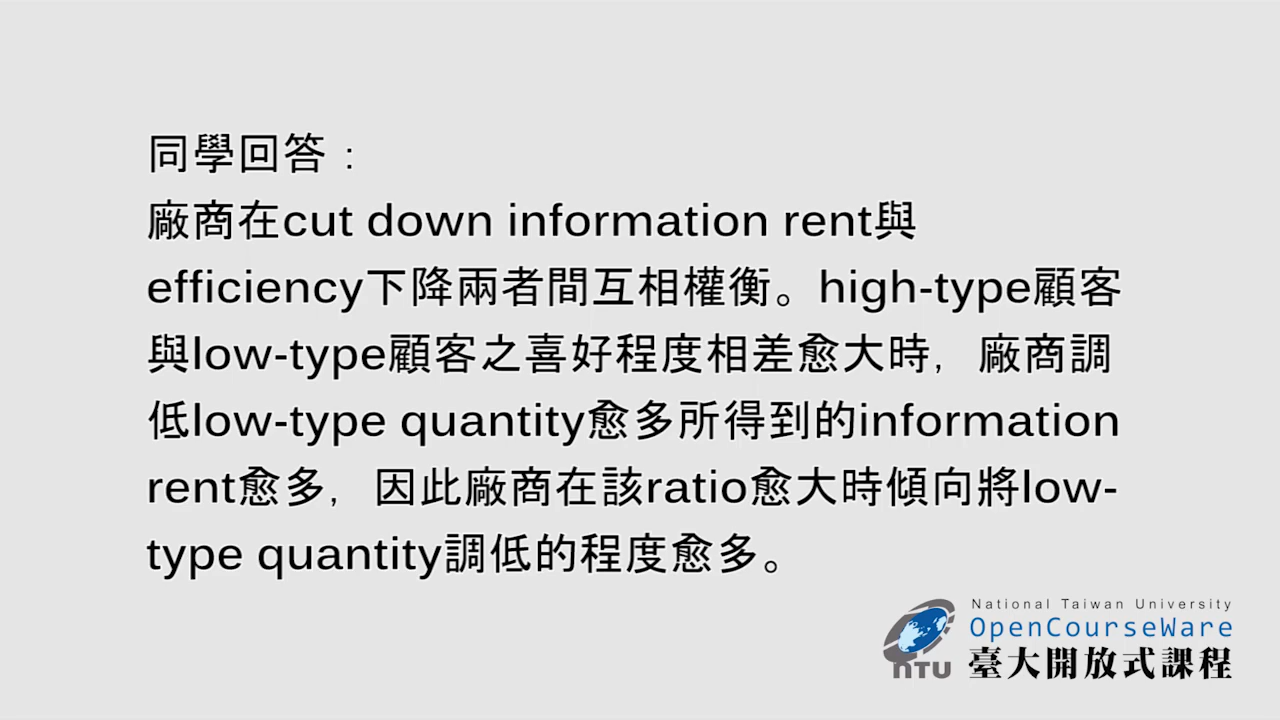 同學回答：
廠商在cut down information rent與
efficiency下降兩者間互相權衡。high-type顧客
與low-type顧客之喜好程度相差愈大時，廠商調
低low-type quantity愈多所得到的information
rent愈多，因此廠商在該ratio愈大時傾向將low-
type quantity調低的程度愈多。
National Taiwan University
OpenCourseWare
NTU
臺大開放式課程